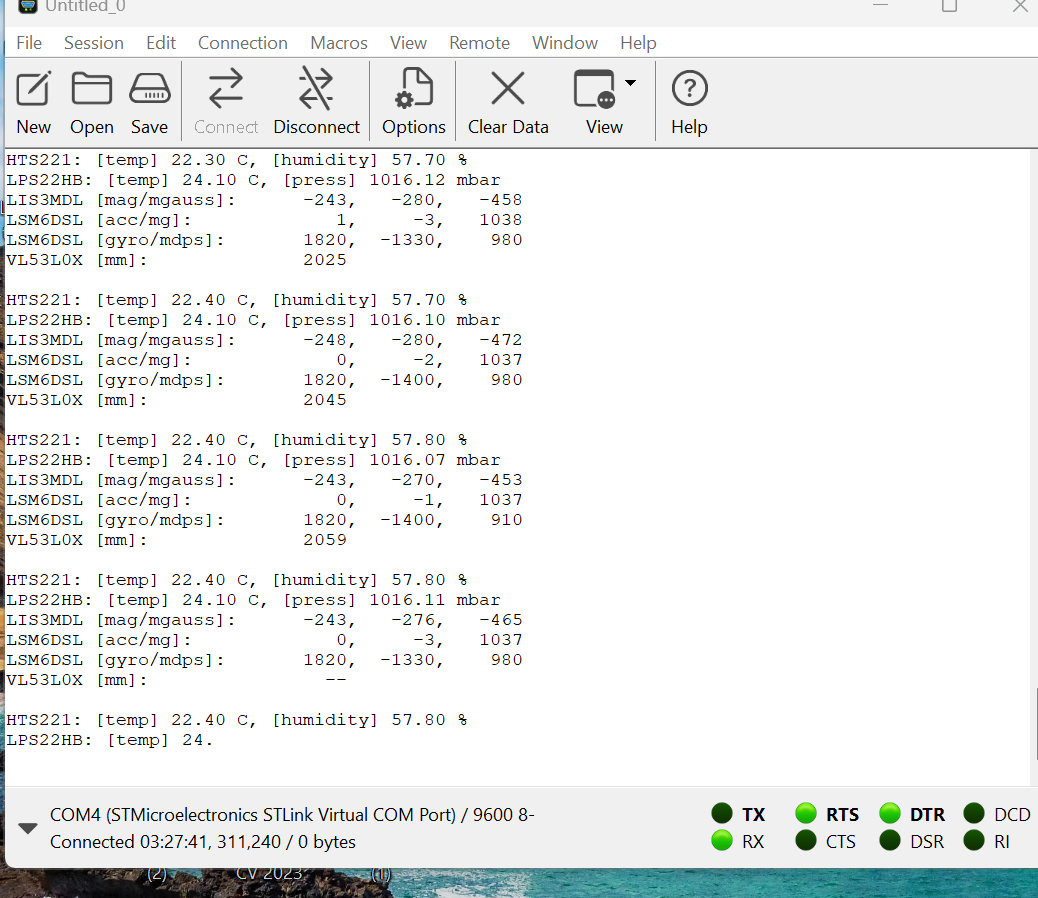 Untitled_0
File Session Edit Connection Macros View Remote Window Help
New Open Save Connect Disconnect Options Clear Data View Help
HTS221: [temp] 22.30 C, [humidity] 57.70 %
LPS22HB: [temp] 24.10 C, [press] 1016.12 mbar
LIS3MDL [mag/mgauss]: -243, -280, -458
LSM6DSL [acc/mg]: 1, -3, 1038
LSM6DSL [gyro/mdps]: 1820, -1330, 980
VL53L0X [mm]: 2025
HTS221: [temp] 22.40 C, [humidity] 57.70 %
LPS22HB: [temp] 24.10 C, [press] 1016.10 mbar
LIS3MDL [mag/mgauss]: -248, -280, -472
LSM6DSL [acc/mg]: 0, -2, 1037
LSM6DSL [gyro/mdps]: 1820, -1400, 980
VL53L0X [mm]: 2045
HTS221: [temp] 22.40 C, [humidity] 57.80 %
LPS22HB: [temp] 24.10 C, [press] 1016.07 mbar
LIS3MDL [mag/mgauss]: -243, -270, -453
LSM6DSL [acc/mg]: 0, -1, 1037
LSM6DSL [gyro/mdps]: 1820, -1400, 910
VL53L0X [mm]: 2059
HTS221: [temp] 22.40 C, [humidity] 57.80 %
LPS22HB: [temp] 24.10 C, [press] 1016.11 mbar
LIS3MDL [mag/mgauss]: -243, -276, -465
LSM6DSL [acc/mg]: 0, -3, 1037
LSM6DSL [gyro/mdps]: 1820, -1330, 980
VL53L0X [mm]: --
HTS221: [temp] 22.40 C, [humidity] 57.80 %
LPS22HB: [temp] 24.
COM4 (STMicroelectronics STLink Virtual COM Port) / 9600 8- TX RTS DTR DCD
Connected 03:27:41, 311,240 / 0 bytes RX CTS DSR RI
(2) CV 2023 (1)